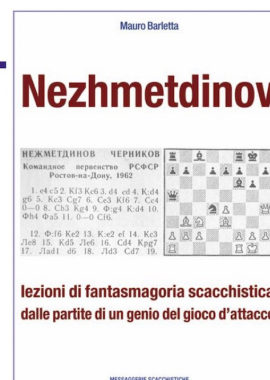 Mauro Barletta
Nezhmetdinov
НЕЖМЕТДИНОВ ЧЕРНИКОВ
Командное первенство РСФСР
Ростов-на-Дону, 1962
1. e4 c5 2. Kf3 Kc6 3. d4 cd 4. K:d4
g6 5. Kc3 Cg7 6. Ce3 Kf6 7. Cc4
0—0 8. Cb3 Kg4 9. Ф:g4 K:d4 10.
Фh4 Фa5 11. 0—0 Cf6.
12. Ф:f6 Ke2 13. K:e2 ef 14. Kc3
Лe8 15. Kd5 Лe6 16. Cd4 Kpg7
17. Лad1 d6 18. Лd3 Cd7 19.
lezioni di fantasmagoria scacchistica
dalle partite di un genio del gioco d'attacco
MESSAGGERIE SCACCHISTICHE